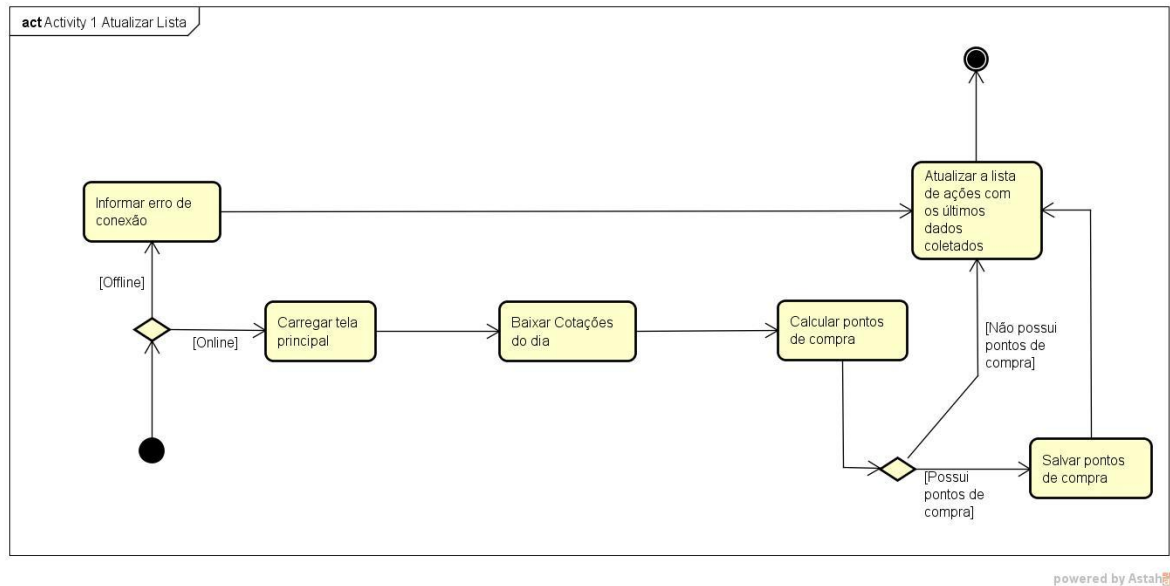 act Activity 1 Atualizar Lista
Atualizar a lista
de ações com
os últimos
dados
coletados
Informar erro de
conexão
[Offline]
[Online]
Carregar tela
principal
Baixar Cotações
do dia
Calcular pontos
de compra
[Não possui
pontos de
compra]
[Possui
pontos de
compra]
Salvar pontos
de compra
powered by Astah